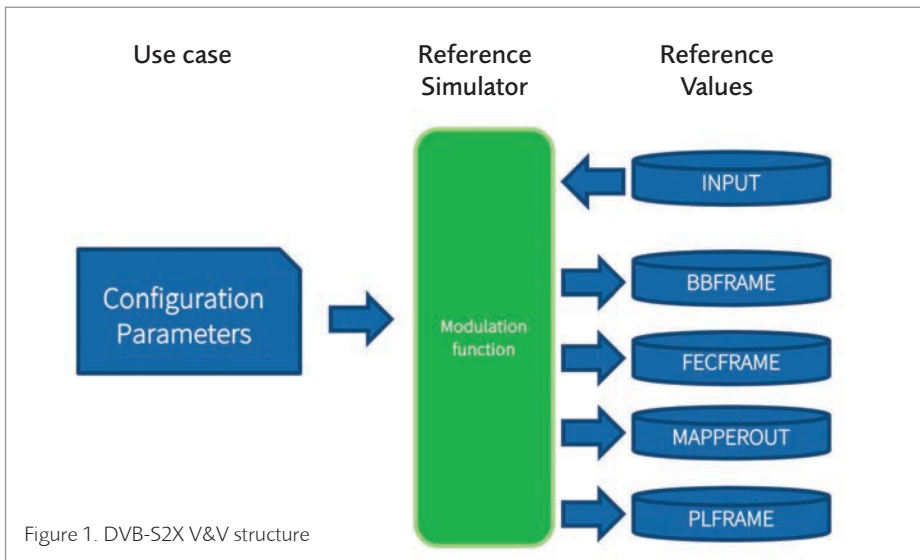 Use case
Reference
Simulator
Reference
Values
INPUT
BBFRAME
Configuration
Parameters
Modulation
function
FECFRAME
MAPPEROUT
PLFRAME
Figure 1. DVB-S2X V&V structure